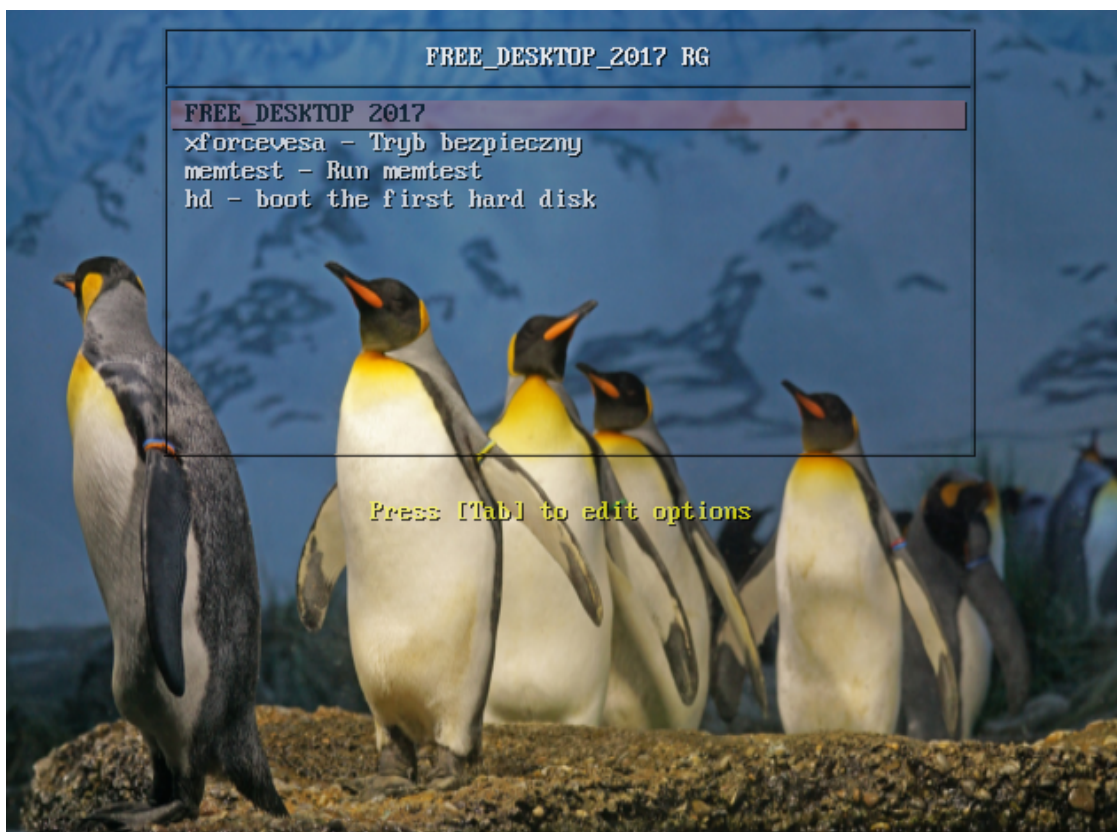 FREE_DESKTOP_2017 RG
FREE_DESKTOP 2017
xforcevesa - Tryb bezpieczny
memtest - Run memtest
hd - boot the first hard disk
Press [Tab] to edit options